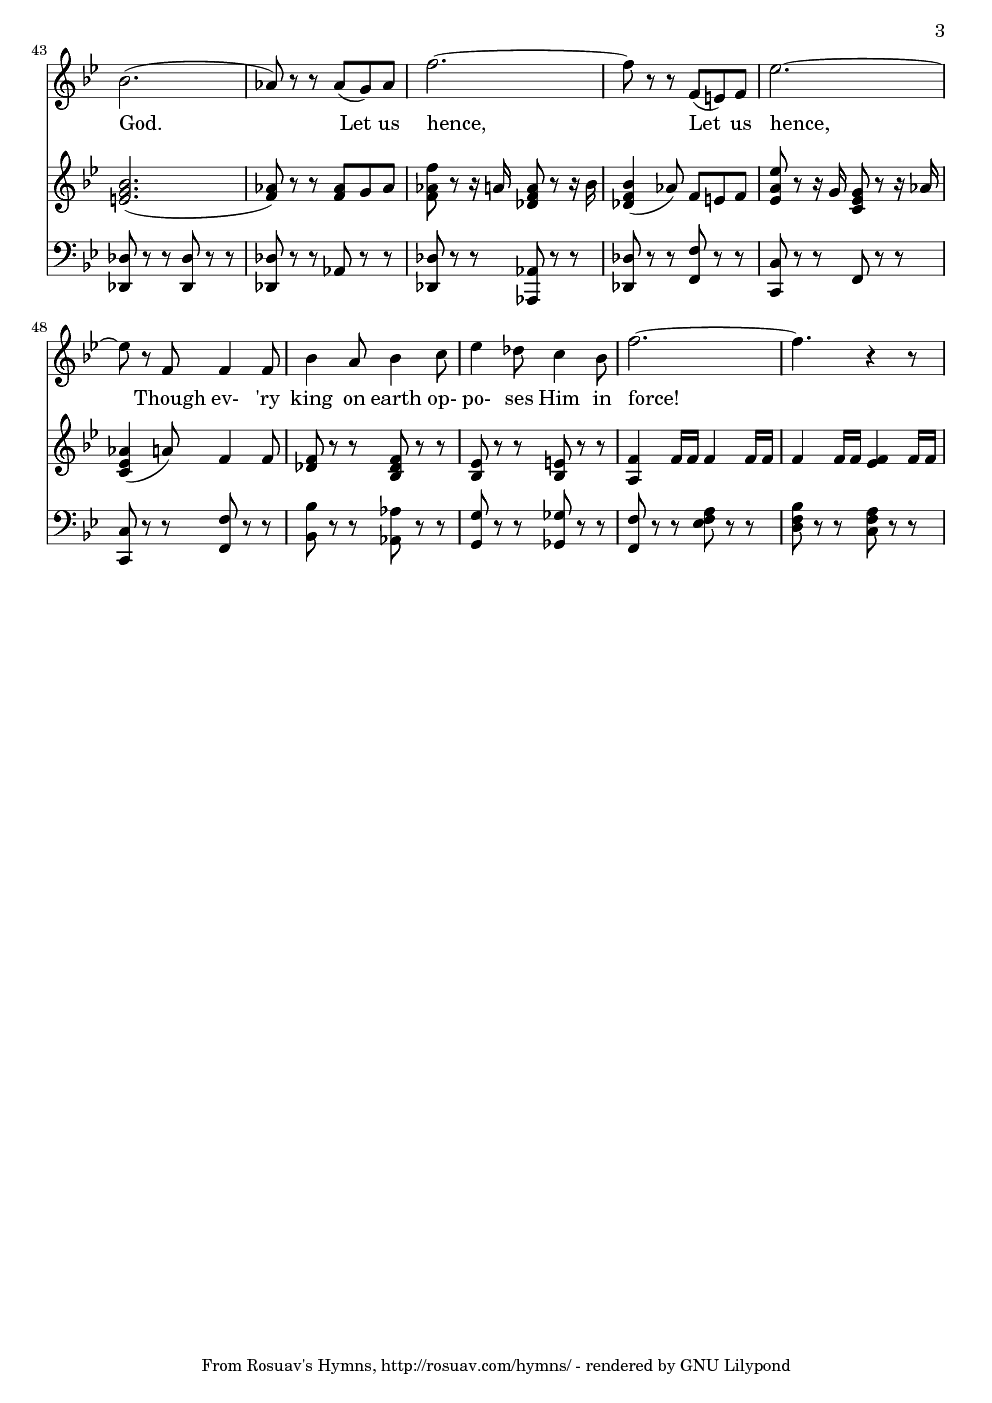 3
43
God. Let us hence, Let us hence,
48
Though ev- 'ry king on earth op- po- ses Him in force!
From Rosuav's Hymns, http://rosuav.com/hymns/ - rendered by GNU Lilypond